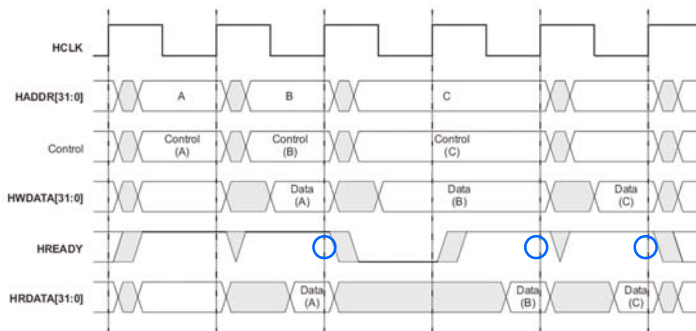 HCLK
HADDR[31:0]
A
B
C
Control
Control
(A)
Control
(B)
Control
(C)
HWDATA[31:0]
Data
(A)
Data
(B)
Data
(C)
HREADY
HRDATA[31:0]
Data
(A)
Data
(B)
Data
(C)